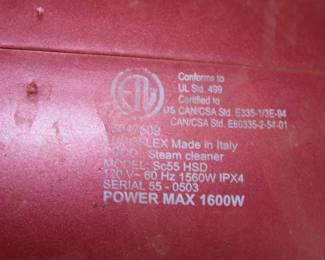 Conforms to
UL Std. 499
Certified to
CAN/CSA Std. E335-1/3E-94
CAN/CSA Std. E60335-2-54-01
ETL
US
509
LEX Made in Italy
Steam cleaner
MODEL: Sc55 HSD
120 V~ 60 Hz 1560W IPX4
SERIAL 55 - 0503
POWER MAX 1600W